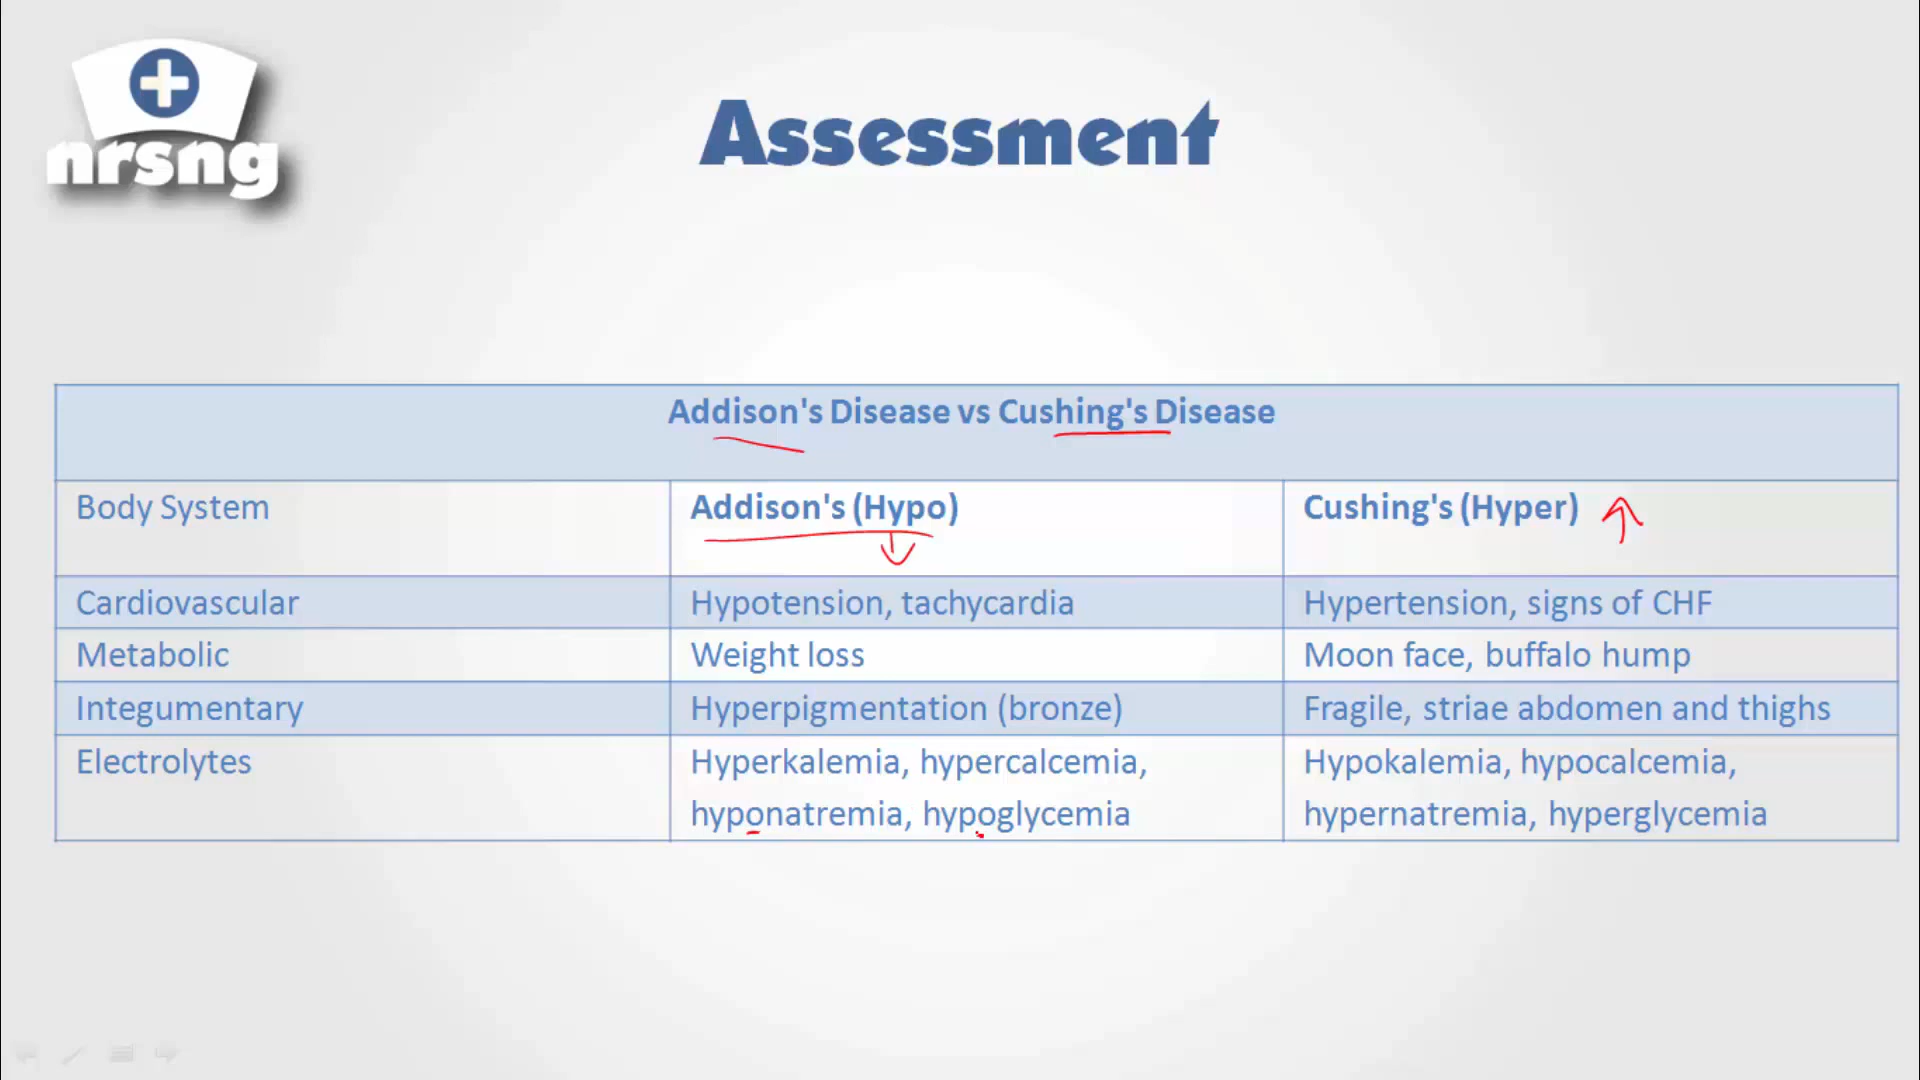 nrsng
Assessment
Addison's Disease vs Cushing's Disease
Body System
Addison's (Hypo)
Cushing's (Hyper)
Cardiovascular
Hypotension, tachycardia
Hypertension, signs of CHF
Metabolic
Weight loss
Moon face, buffalo hump
Integumentary
Hyperpigmentation (bronze)
Fragile, striae abdomen and thighs
Electrolytes
Hyperkalemia, hypercalcemia,
hyponatremia, hypoglycemia
Hypokalemia, hypocalcemia,
hypernatremia, hyperglycemia